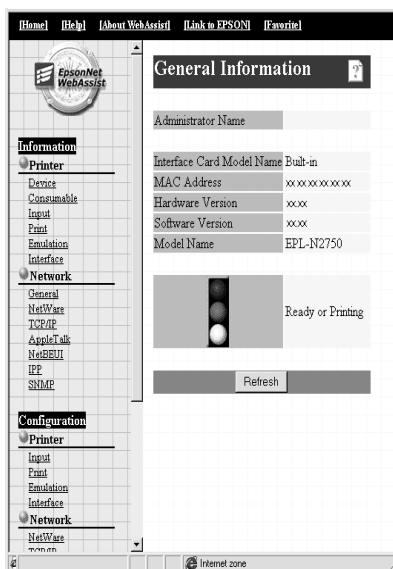 [Home] [Help] [About WebAssist] [Link to EPSON] [Favorite]
EpsonNet
WebAssist
Information
Printer
Device
Consumable
Input
Print
Emulation
Interface
Network
General
NetWare
TCP/IP
AppleTalk
NetBEUI
IPP
SNMP
Configuration
Printer
Input
Print
Emulation
Interface
Network
NetWare
TCP/IP
General Information
?
Administrator Name
Interface Card Model Name Built-in
MAC Address xx xx xx xx xx xx
Hardware Version xx.xx
Software Version xx.xx
Model Name EPL-N2750
Ready or Printing
Refresh
Internet zone